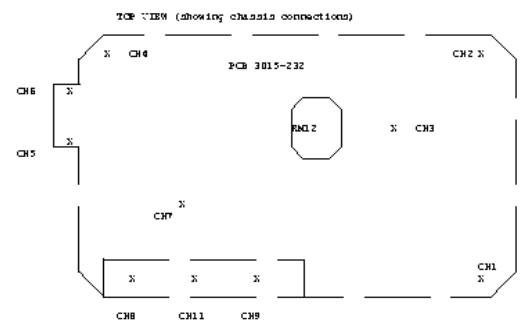 TOP VIEW (showing chassis connections)
X CH4
CH2 X
PCB 3015-232
CH6 X
RM12
X CH3
X
CH5
X
CH7
CH1
X X X X
CH8 CH11 CH9